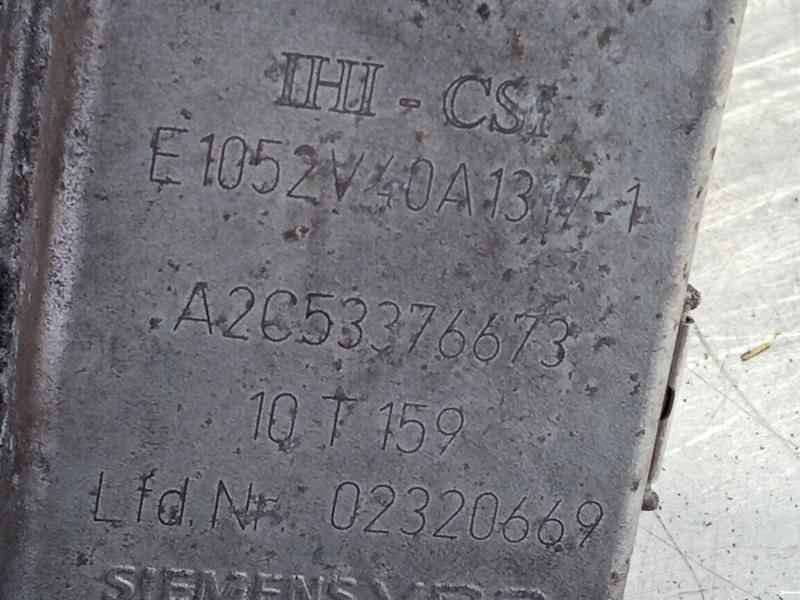 IHI - CSI
E1052V40A1317-1
A2C53376673
10 T 159
Lfd. Nr. 02320669
SIEMENS VDO